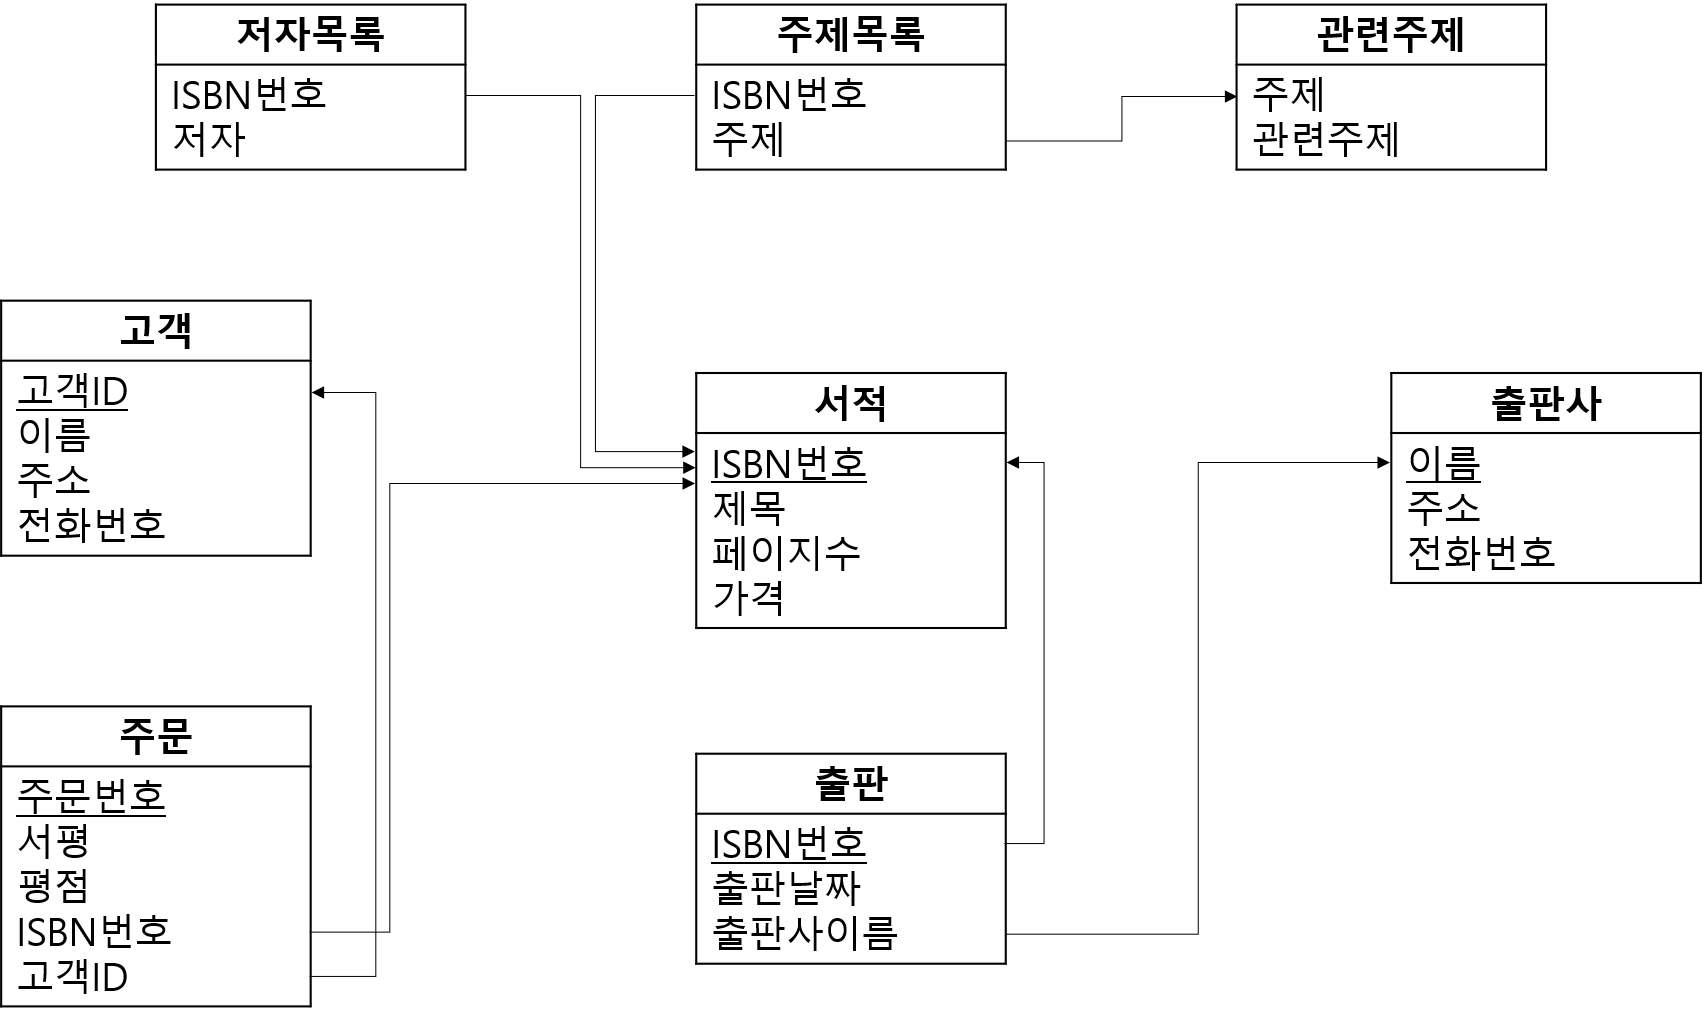 저자목록
ISBN번호
저자
주제목록
ISBN번호
주제
관련주제
주제
관련주제
고객
고객ID
이름
주소
전화번호
서적
ISBN번호
제목
페이지수
가격
출판사
이름
주소
전화번호
주문
주문번호
서평
평점
ISBN번호
고객ID
출판
ISBN번호
출판날짜
출판사이름